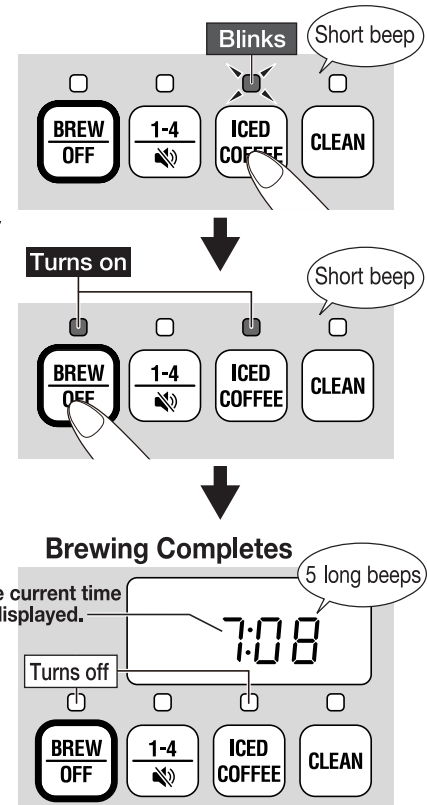 Blinks
Short beep
BREW
OFF
1-4
ICED
COFFEE
CLEAN
Turns on
Short beep
BREW
OFF
1-4
ICED
COFFEE
CLEAN
Brewing Completes
5 long beeps
e current time
displayed.
7:08
Turns off
BREW
OFF
1-4
ICED
COFFEE
CLEAN